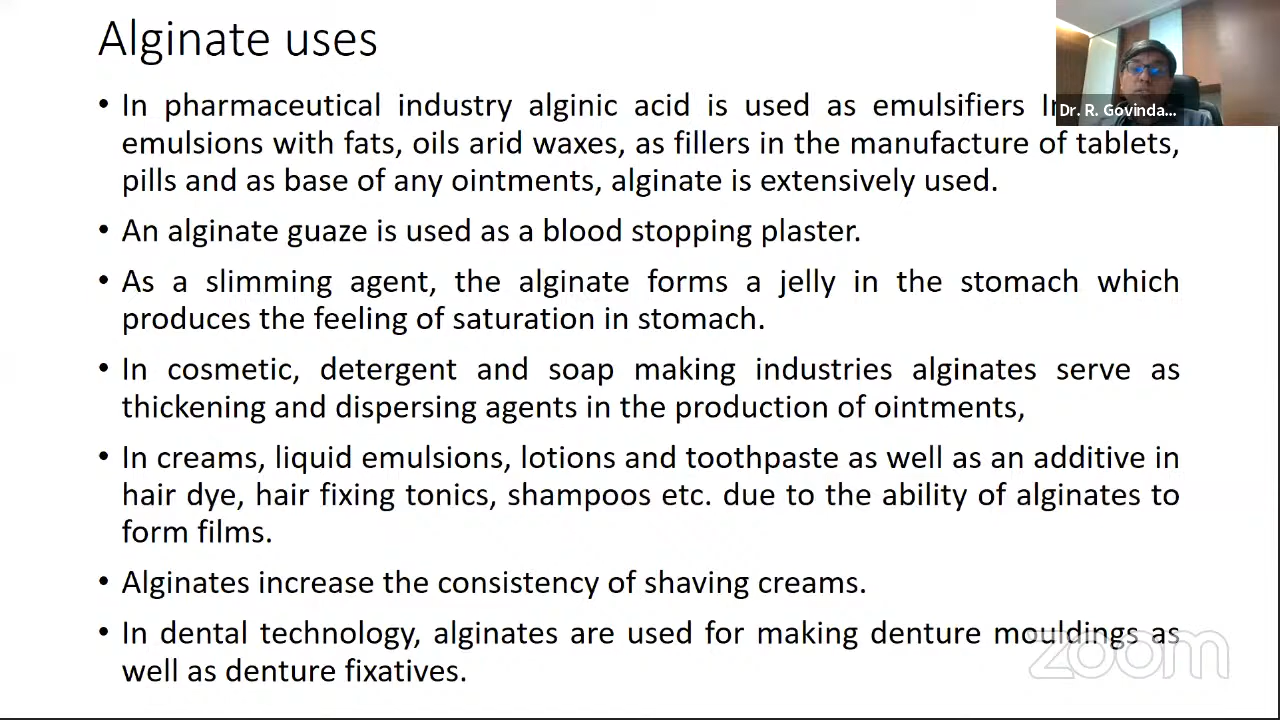 Alginate uses
• In pharmaceutical industry alginic acid is used as emulsifiers
emulsions with fats, oils arid waxes, as fillers in the manufacture of tablets,
pills and as base of any ointments, alginate is extensively used.
• An alginate guaze is used as a blood stopping plaster.
• As a slimming agent, the alginate forms a jelly in the stomach which
produces the feeling of saturation in stomach.
• In cosmetic, detergent and soap making industries alginates serve as
thickening and dispersing agents in the production of ointments,
• In creams, liquid emulsions, lotions and toothpaste as well as an additive in
hair dye, hair fixing tonics, shampoos etc. due to the ability of alginates to
form films.
• Alginates increase the consistency of shaving creams.
• In dental technology, alginates are used for making denture mouldings as
well as denture fixatives.
Dr. R. Govinda...
zoom